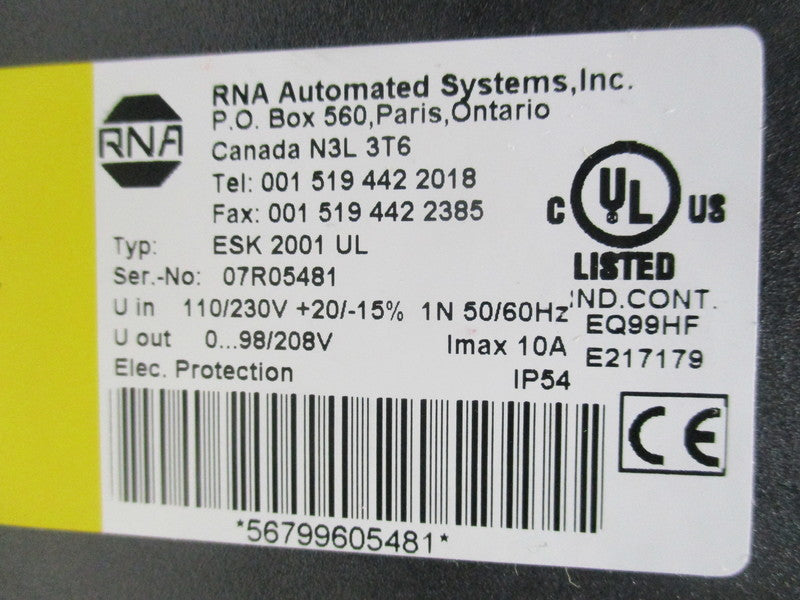 RNA
RNA Automated Systems,Inc.
P.O. Box 560,Paris,Ontario
Canada N3L 3T6
Tel: 001 519 442 2018
Fax: 001 519 442 2385
Typ: ESK 2001 UL
Ser.-No: 07R05481
U in 110/230V +20/-15% 1N 50/60Hz
U out 0...98/208V Imax 10A
Elec. Protection IP54
C UL US
LISTED
IND.CONT.
EQ99HF
E217179
CE
*56799605481*